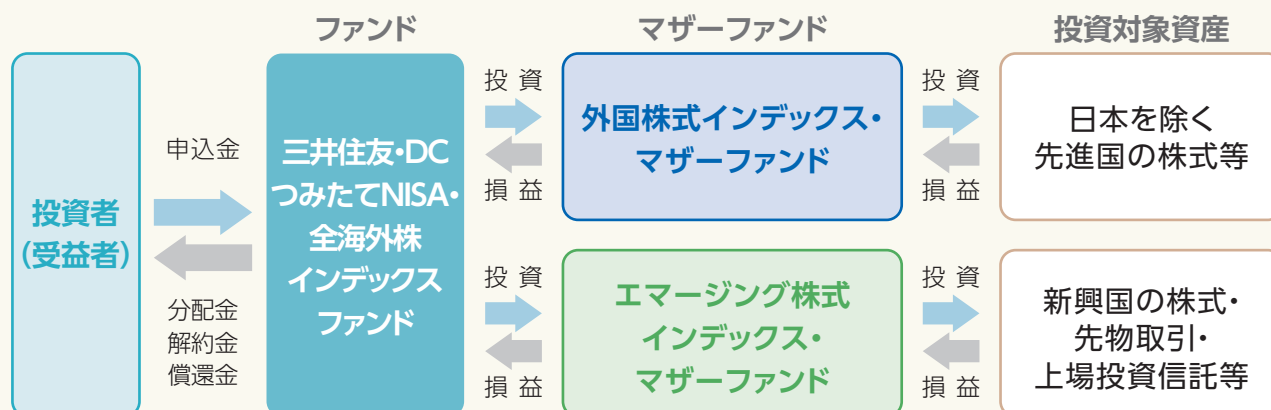 ファンド
マザーファンド
投資対象資産
投資者
(受益者)
申込金
分配金
解約金
償還金
三井住友・DC
つみたてNISA・
全海外株
インデックス
ファンド
投資
損益
外国株式インデックス・
マザーファンド
投資
損益
日本を除く
先進国の株式等
投資
損益
エマージング株式
インデックス・
マザーファンド
投資
損益
新興国の株式・
先物取引・
上場投資信託等